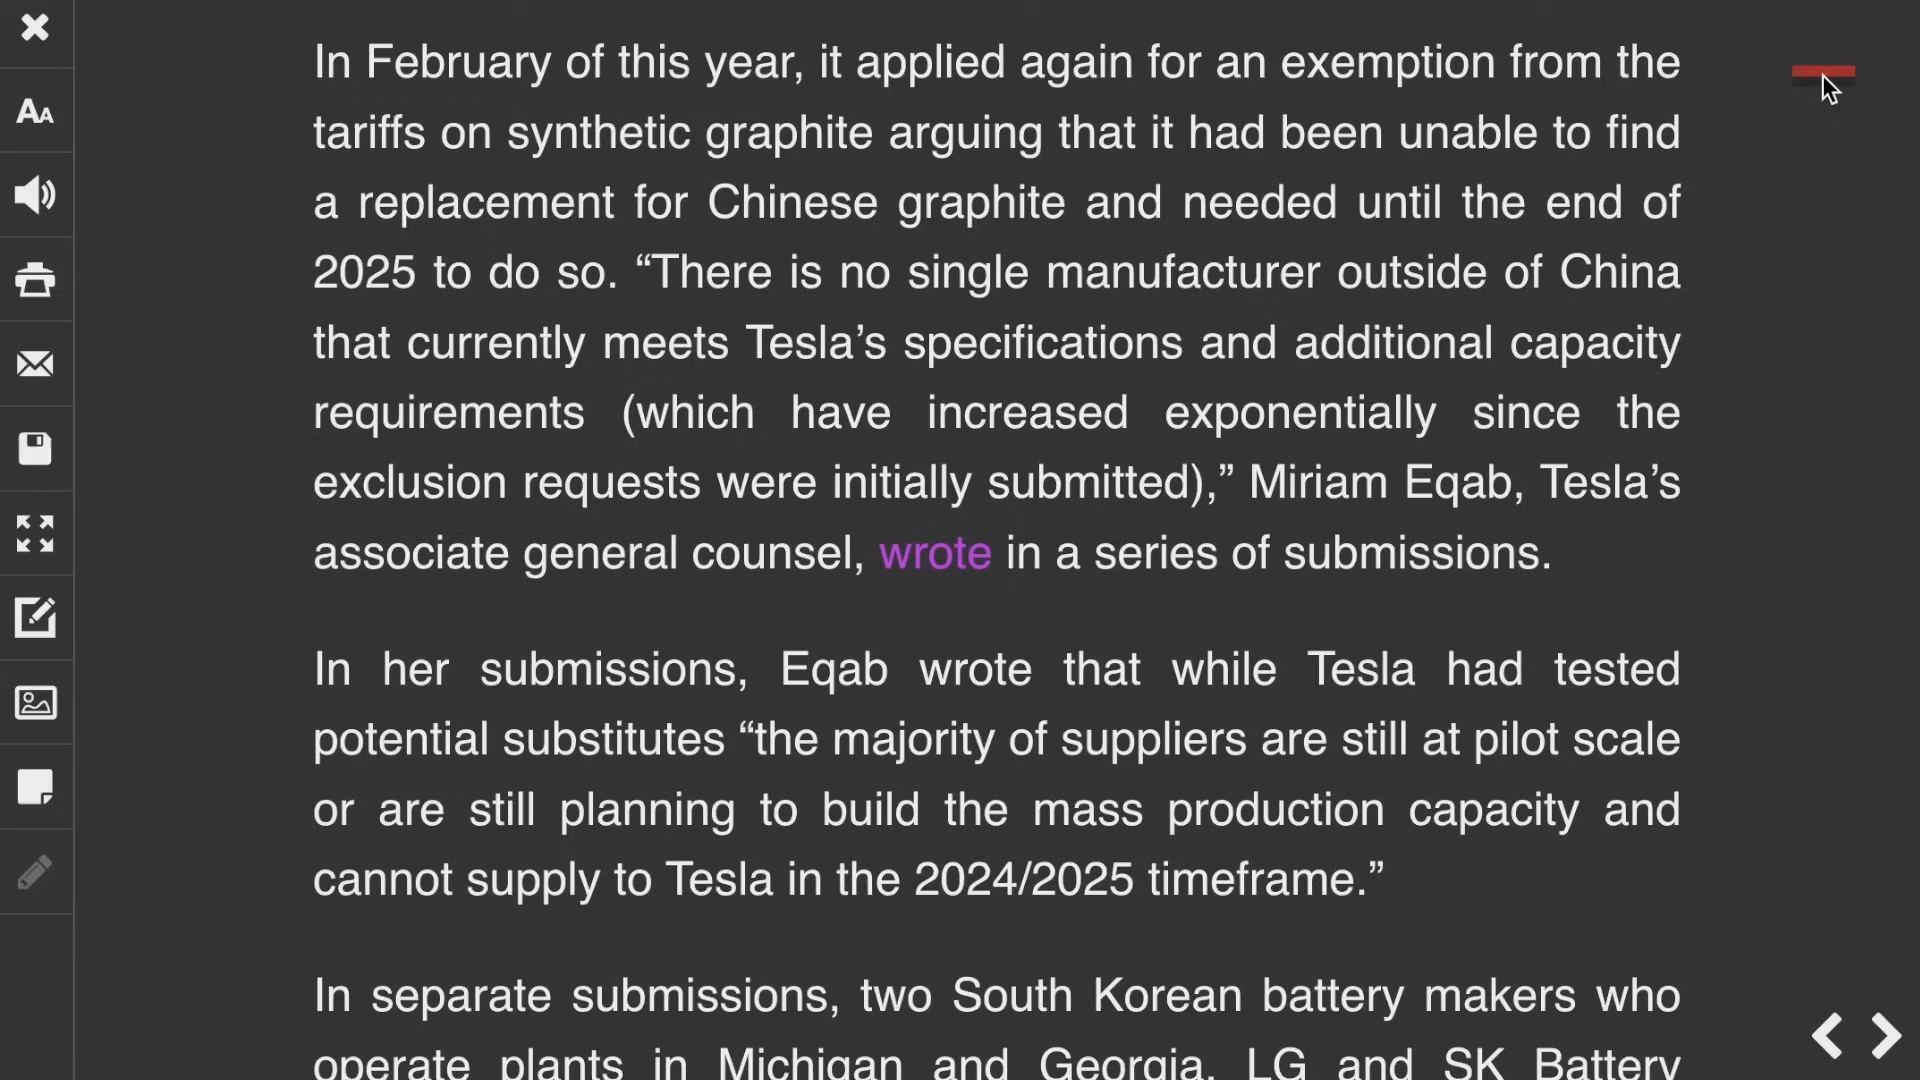 In February of this year, it applied again for an exemption from the
tariffs on synthetic graphite arguing that it had been unable to find
a replacement for Chinese graphite and needed until the end of
2025 to do so. “There is no single manufacturer outside of China
that currently meets Tesla’s specifications and additional capacity
requirements (which have increased exponentially since the
exclusion requests were initially submitted),” Miriam Eqab, Tesla’s
associate general counsel, wrote in a series of submissions.
In her submissions, Eqab wrote that while Tesla had tested
potential substitutes “the majority of suppliers are still at pilot scale
or are still planning to build the mass production capacity and
cannot supply to Tesla in the 2024/2025 timeframe.”
In separate submissions, two South Korean battery makers who
operate plants in Michigan and Georgia, LG and SK Battery